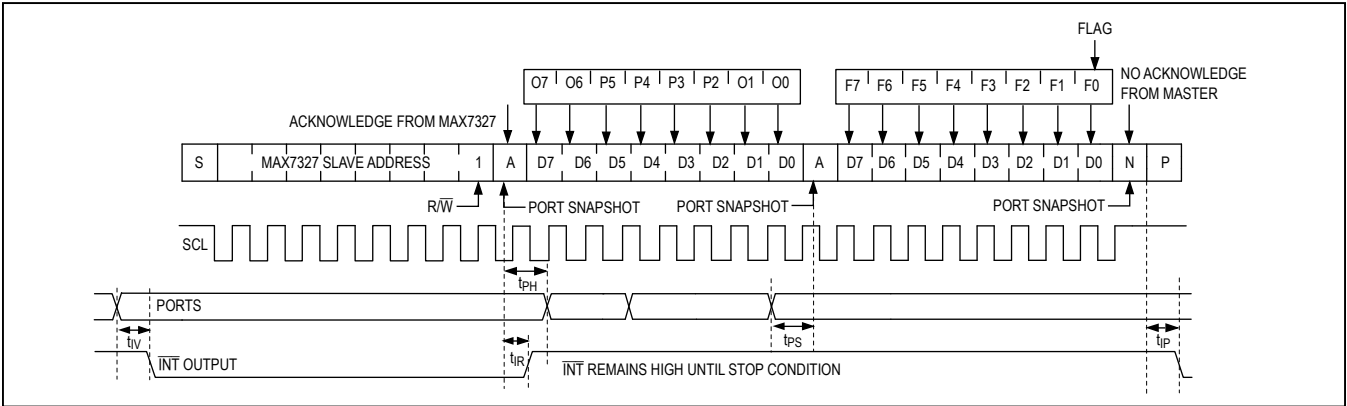 FLAG
O7 O6 P5 P4 P3 P2 O1 O0
F7 F6 F5 F4 F3 F2 F1 F0
NO ACKNOWLEDGE
FROM MASTER
ACKNOWLEDGE FROM MAX7327
S MAX7327 SLAVE ADDRESS 1 A D7 D6 D5 D4 D3 D2 D1 D0 A D7 D6 D5 D4 D3 D2 D1 D0 N P
R/W̅ PORT SNAPSHOT PORT SNAPSHOT PORT SNAPSHOT
SCL
tPH
PORTS
tIV tIR tPS tIP
I̅N̅T̅ OUTPUT I̅N̅T̅ REMAINS HIGH UNTIL STOP CONDITION